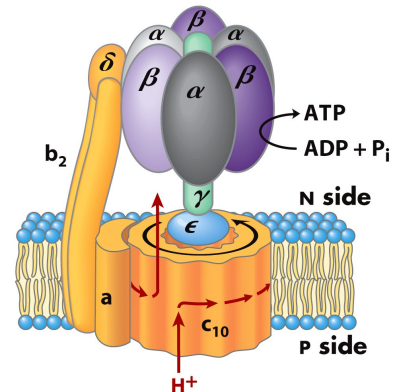 β
α
α
δ
β
β
α
ATP
b₂
ADP + Pᵢ
γ
N side
ϵ
a
c₁₀
P side
H⁺